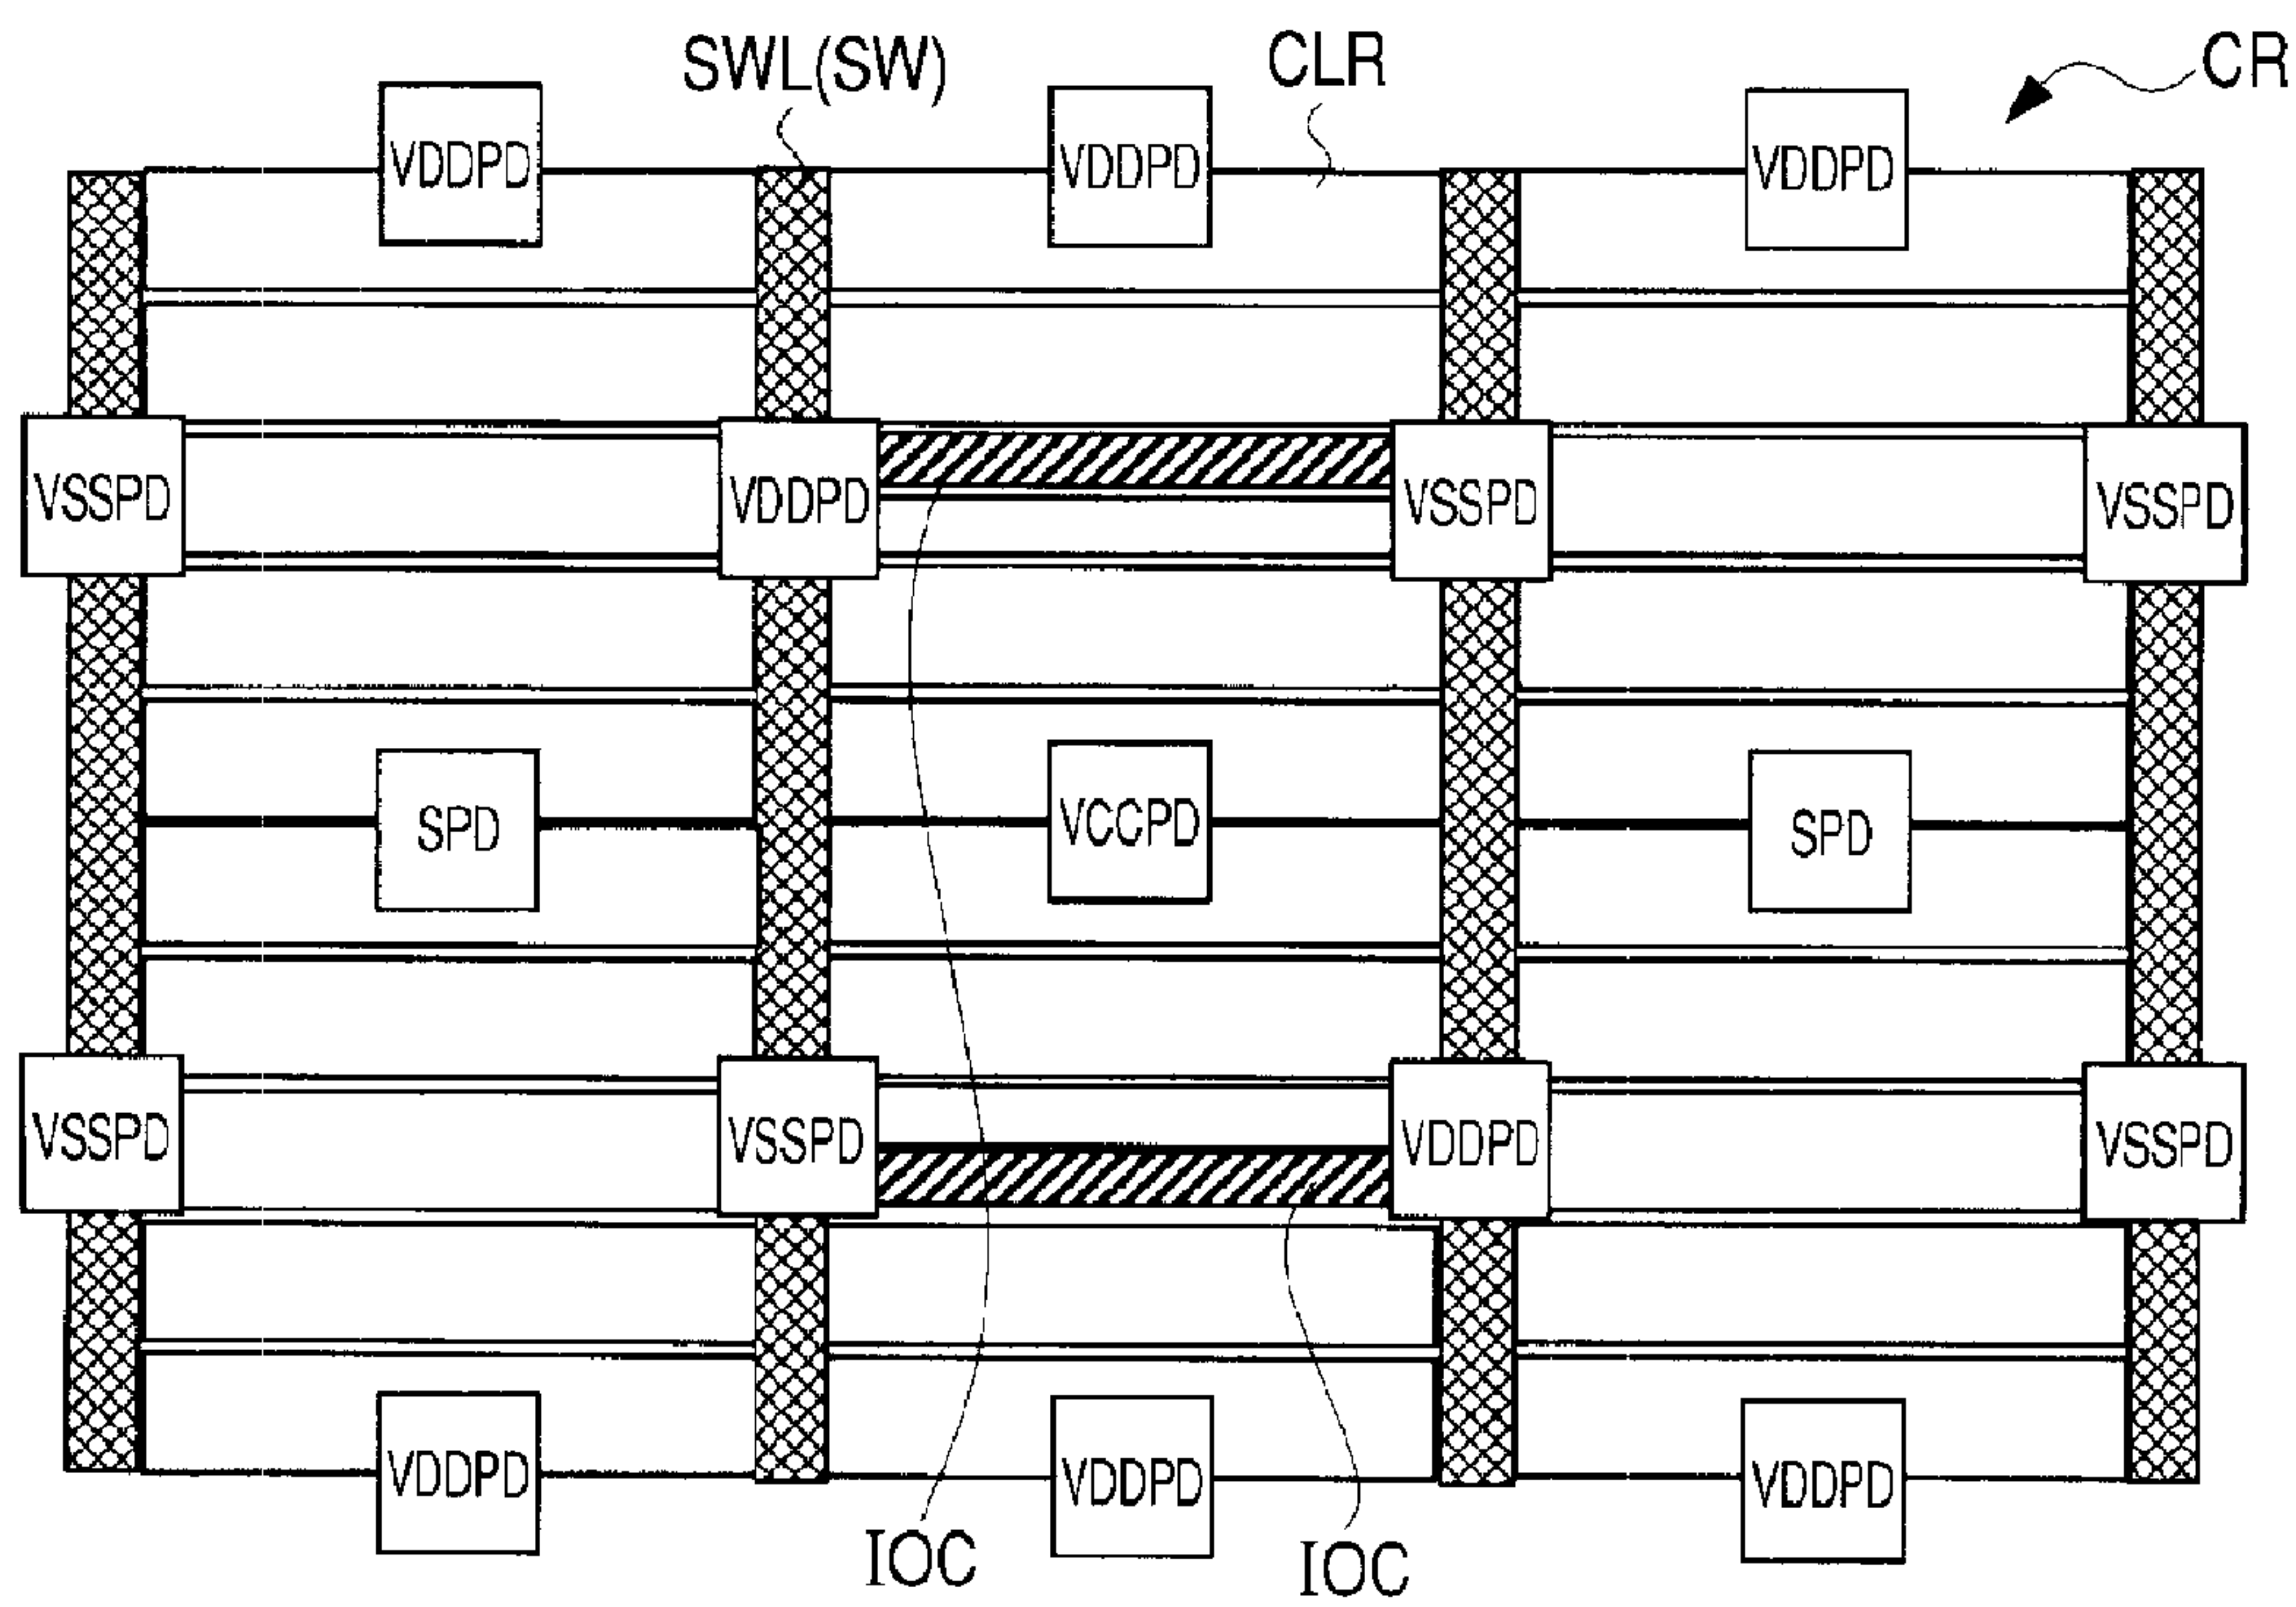 SWL(SW) CLR CR
VDDPD VDDPD VDDPD
VSSPD VDDPD VSSPD VSSPD
SPD VCCPD SPD
VSSPD VSSPD VDDPD VSSPD
VDDPD VDDPD VDDPD
IOC IOC